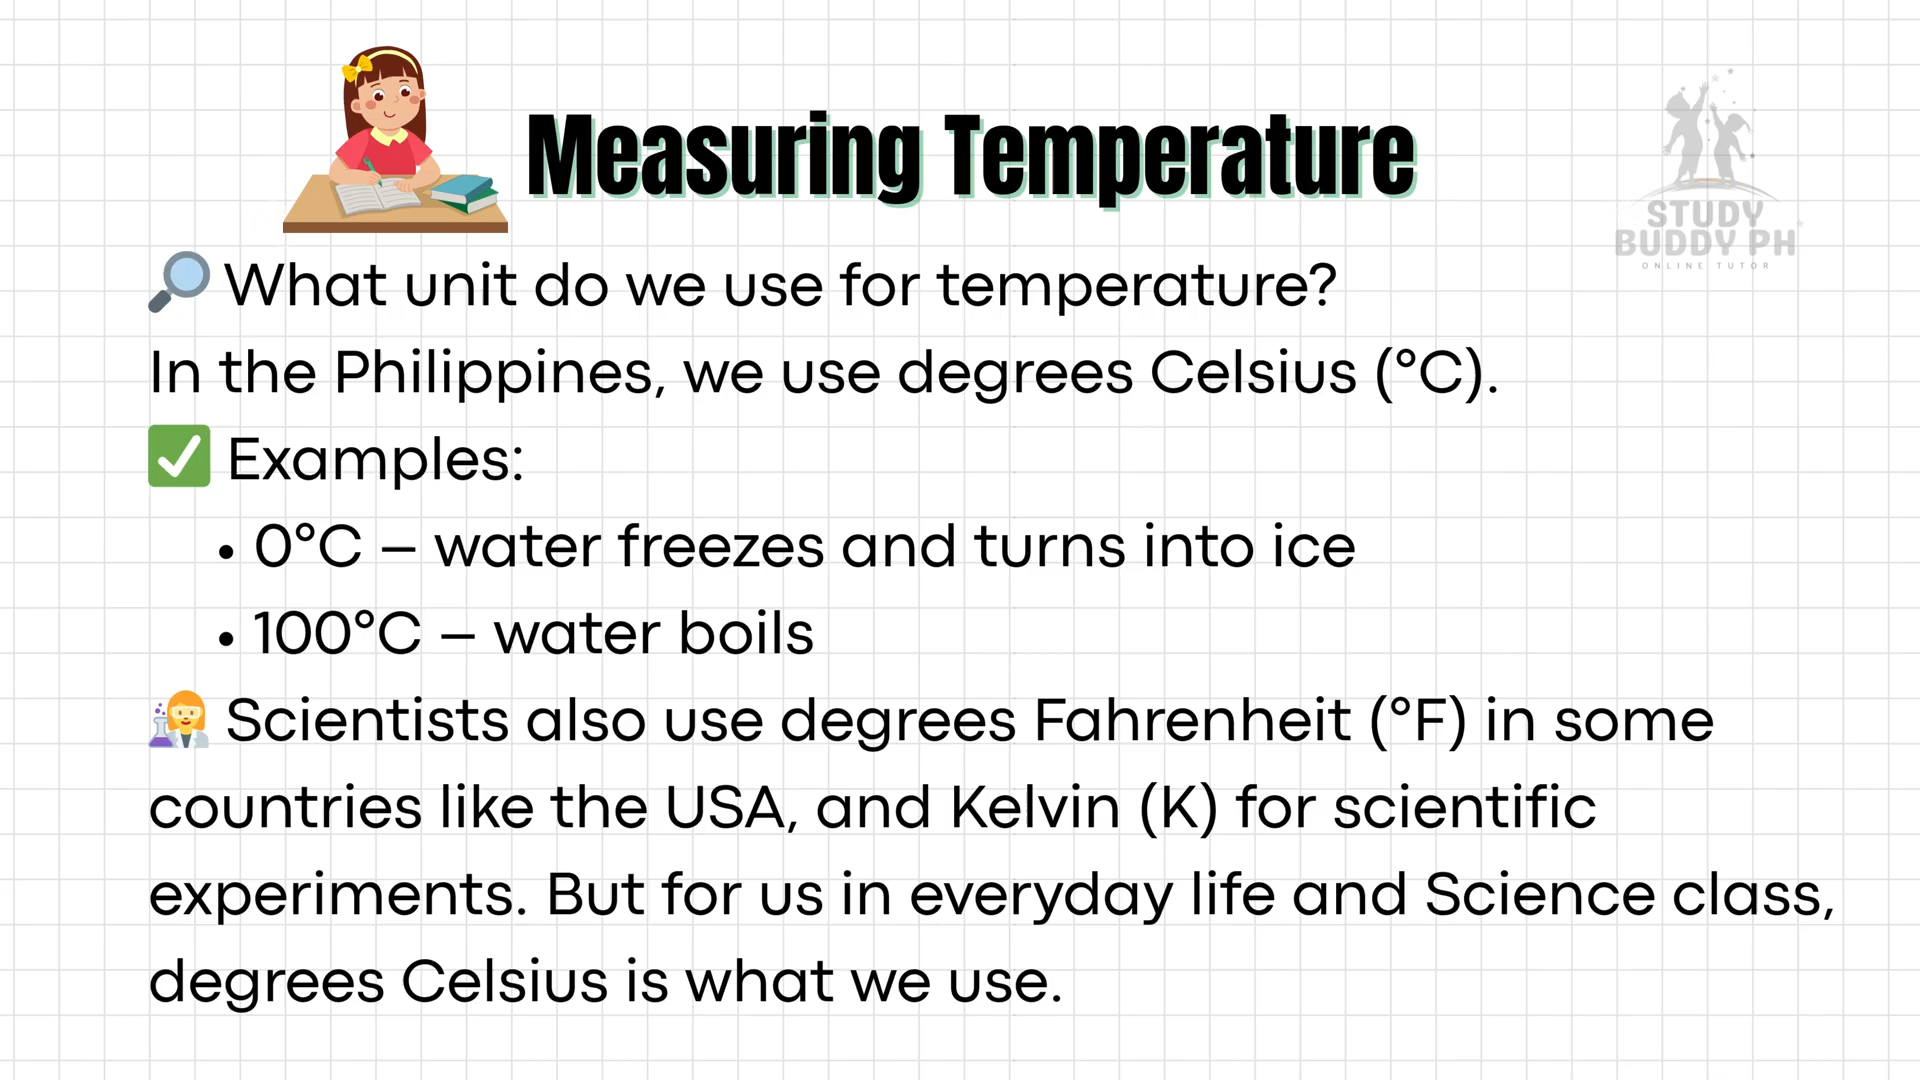 Measuring Temperature
STUDY
BUDDY PH
ONLINE TUTOR
🔎 What unit do we use for temperature?
In the Philippines, we use degrees Celsius (°C).
✅ Examples:
• 0°C – water freezes and turns into ice
• 100°C – water boils
👩‍🔬 Scientists also use degrees Fahrenheit (°F) in some
countries like the USA, and Kelvin (K) for scientific
experiments. But for us in everyday life and Science class,
degrees Celsius is what we use.